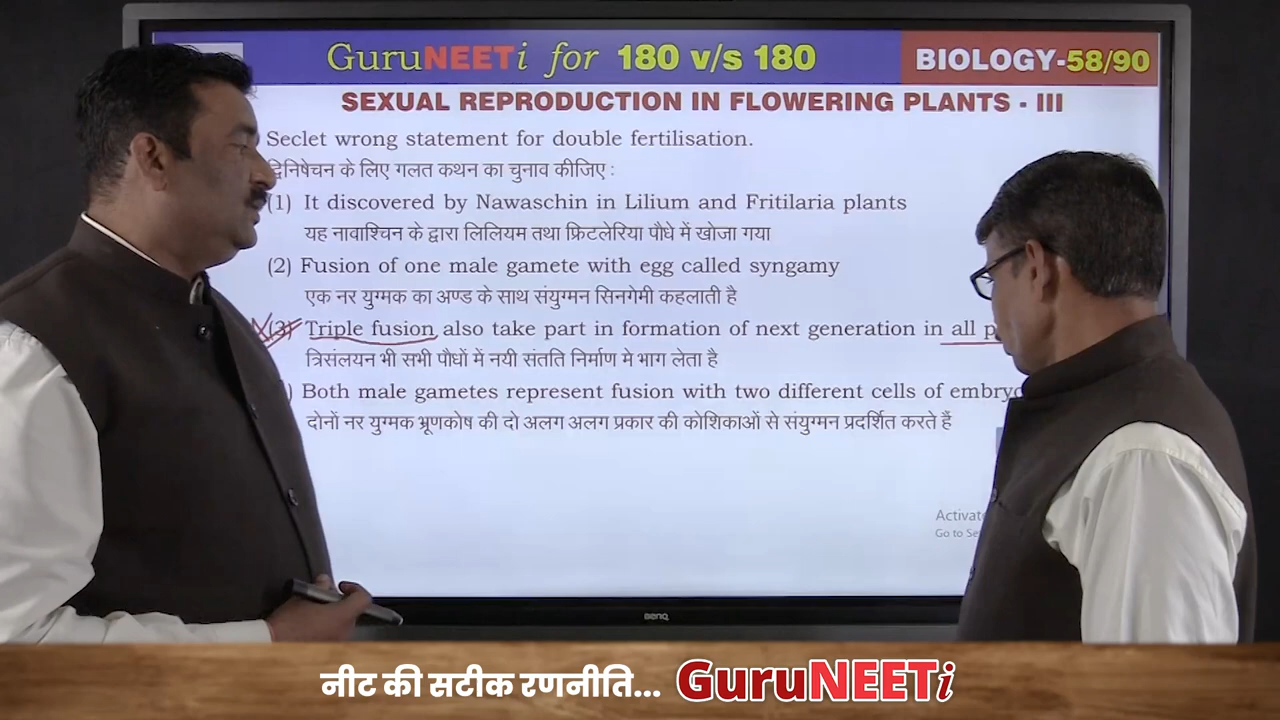 GuruNEETi for 180 v/s 180
BIOLOGY-58/90
SEXUAL REPRODUCTION IN FLOWERING PLANTS - III
Seclet wrong statement for double fertilisation.
द्विनिषेचन के लिए गलत कथन का चुनाव कीजिए :
(1) It discovered by Nawaschin in Lilium and Fritilaria plants
यह नावाश्चिन के द्वारा लिलियम तथा फ्रिटलेरिया पौधे में खोजा गया
(2) Fusion of one male gamete with egg called syngamy
एक नर युग्मक का अण्ड के साथ संयुग्मन सिनगेमी कहलाती है
(3) Triple fusion also take part in formation of next generation in all
त्रिसंलयन भी सभी पौधों में नयी संतति निर्माण मे भाग लेता है
) Both male gametes represent fusion with two different cells of
दोनों नर युग्मक भ्रूणकोष की दो अलग अलग प्रकार की कोशिकाओं से संयुग्मन प्रदर्शित करते हैं
Go to
BenQ
नीट की सटीक रणनीति... GuruNEETi